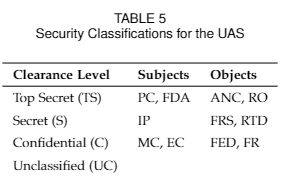 TABLE 5
Security Classifications for the UAS
Clearance Level Subjects Objects
Top Secret (TS) PC, FDA ANC, RO
Secret (S) IP FRS, RTD
Confidential (C) MC, EC FED, FR
Unclassified (UC)